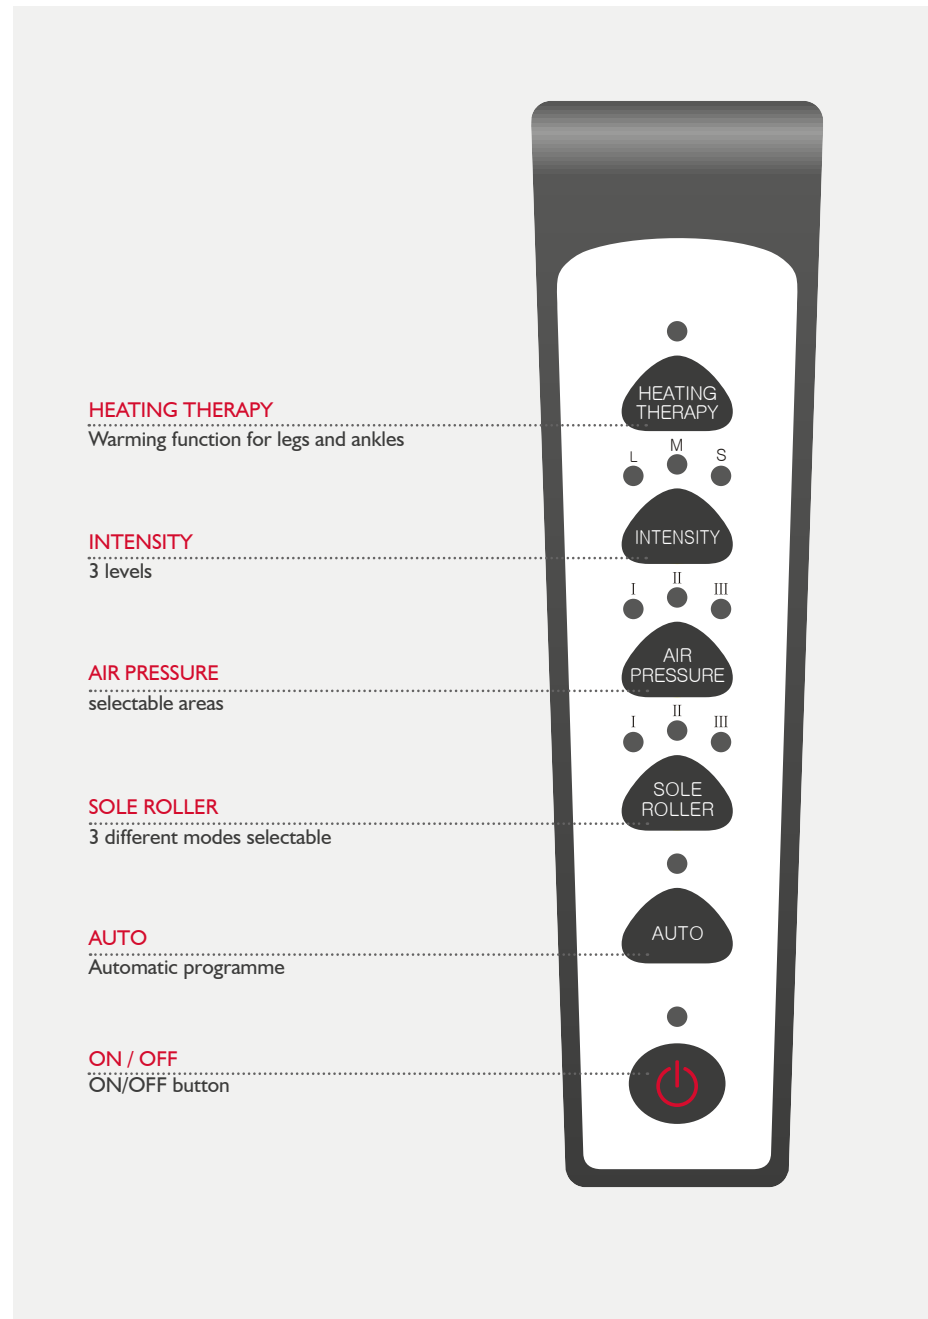 HEATING
THERAPY
HEATING THERAPY
Warming function for legs and ankles
L M S
INTENSITY
INTENSITY
3 levels
I II III
AIR
PRESSURE
AIR PRESSURE
selectable areas
I II III
SOLE
ROLLER
SOLE ROLLER
3 different modes selectable
AUTO
AUTO
Automatic programme
ON / OFF
ON/OFF button